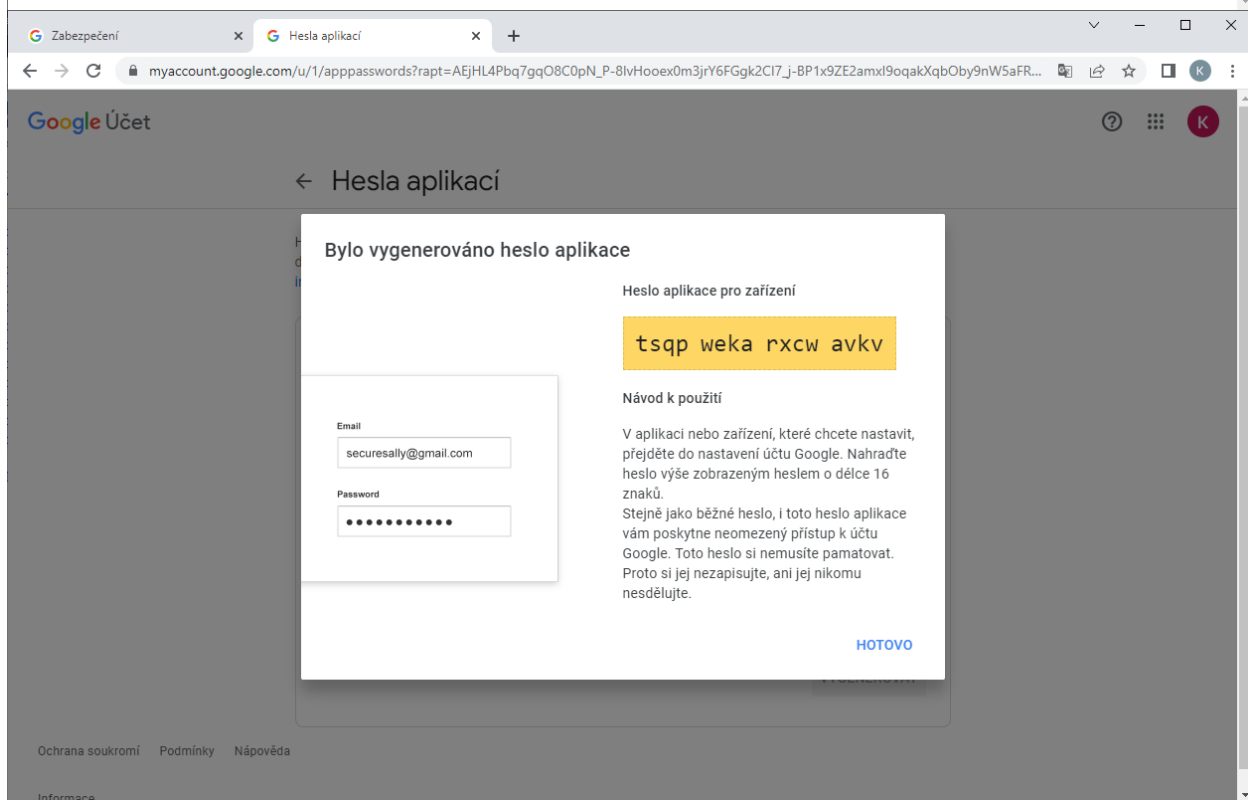 Zabezpečení
Hesla aplikací
myaccount.google.com/u/1/apppasswords?rapt=
K
Google Účet
K
Hesla aplikací
Bylo vygenerováno heslo aplikace
Heslo aplikace pro zařízení
tsqp weka rxcw avkv
Email
securesally@gmail.com
Password
Návod k použití
V aplikaci nebo zařízení, které chcete nastavit,
přejděte do nastavení účtu Google. Nahraďte
heslo výše zobrazeným heslem o délce 16
znaků.
Stejně jako běžné heslo, i toto heslo aplikace
vám poskytne neomezený přístup k účtu
Google. Toto heslo si nemusíte pamatovat.
Proto si jej nezapisujte, ani jej nikomu
nesdělujte.
HOTOVO
Ochrana soukromí Podmínky Nápověda
Informace